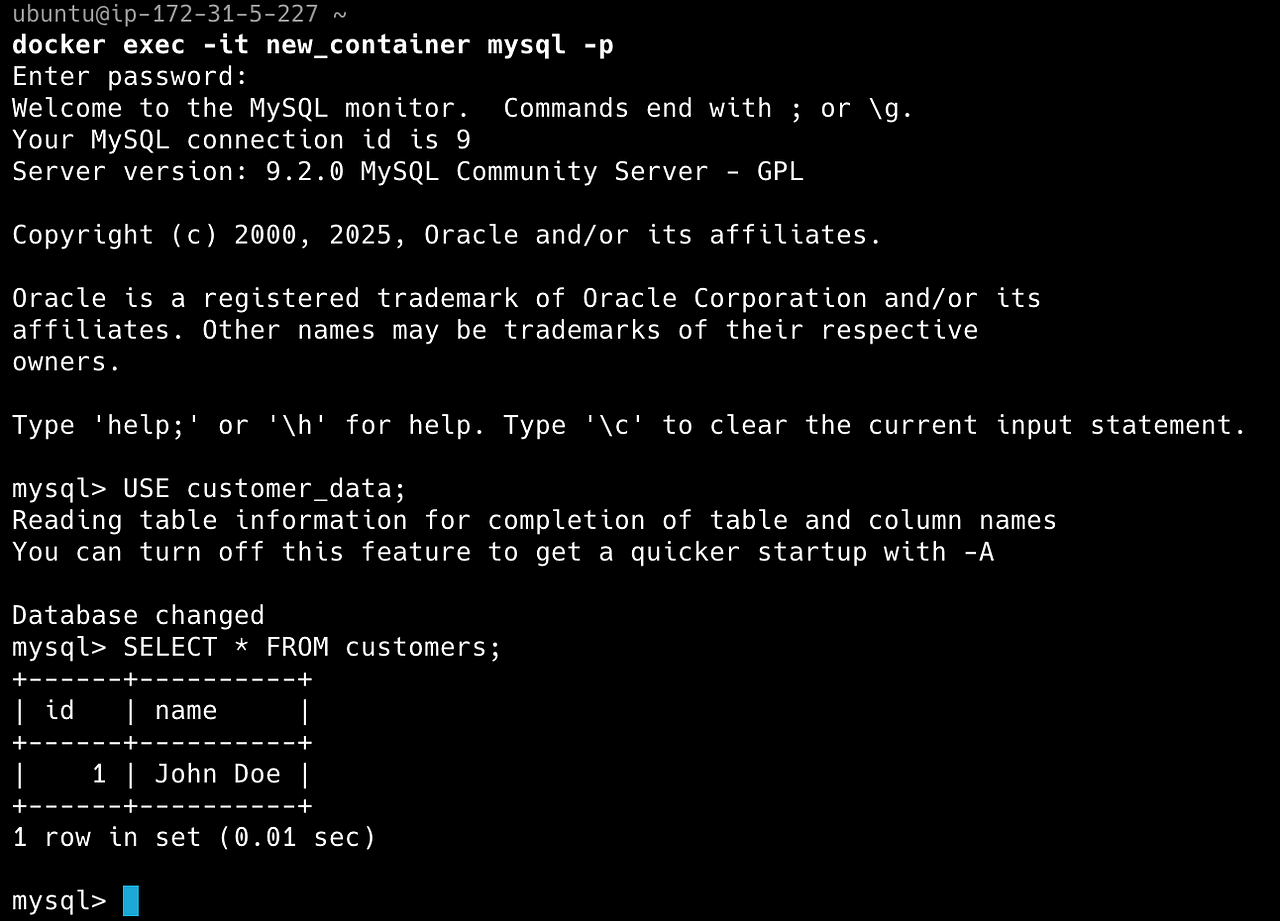 ubuntu@ip-172-31-5-227 ~
docker exec -it new_container mysql -p
Enter password:
Welcome to the MySQL monitor.  Commands end with ; or \g.
Your MySQL connection id is 9
Server version: 9.2.0 MySQL Community Server - GPL

Copyright (c) 2000, 2025, Oracle and/or its affiliates.

Oracle is a registered trademark of Oracle Corporation and/or its
affiliates. Other names may be trademarks of their respective
owners.

Type 'help;' or '\h' for help. Type '\c' to clear the current input statement.

mysql> USE customer_data;
Reading table information for completion of table and column names
You can turn off this feature to get a quicker startup with -A

Database changed
mysql> SELECT * FROM customers;
+------+----------+
| id   | name     |
+------+----------+
|    1 | John Doe |
+------+----------+
1 row in set (0.01 sec)

mysql>